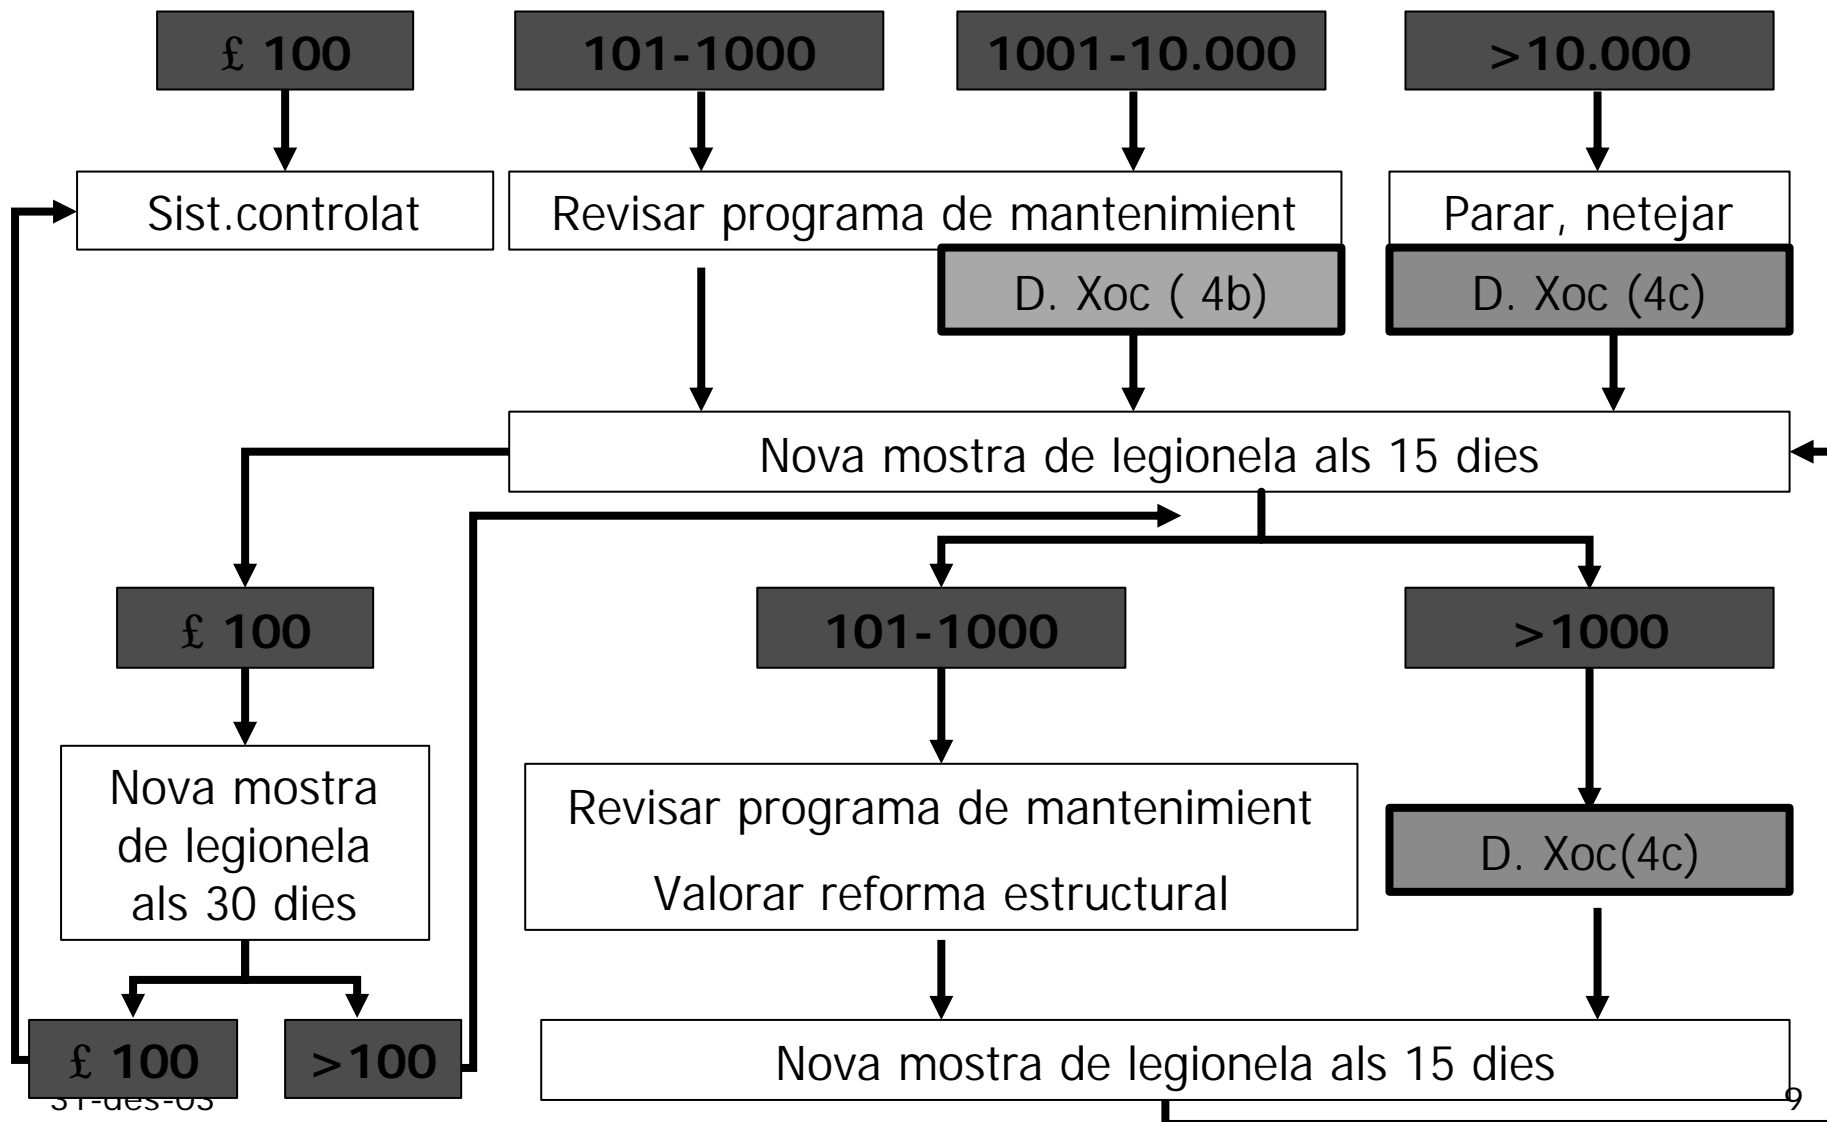 £ 100
101-1000
1001-10.000
>10.000
Sist.controlat
Revisar programa de mantenimient
Parar, netejar
D. Xoc ( 4b)
D. Xoc (4c)
Nova mostra de legionela als 15 dies
£ 100
101-1000
>1000
Nova mostra
de legionela
als 30 dies
Revisar programa de mantenimient
Valorar reforma estructural
D. Xoc(4c)
£ 100
>100
Nova mostra de legionela als 15 dies
31-des-03
9